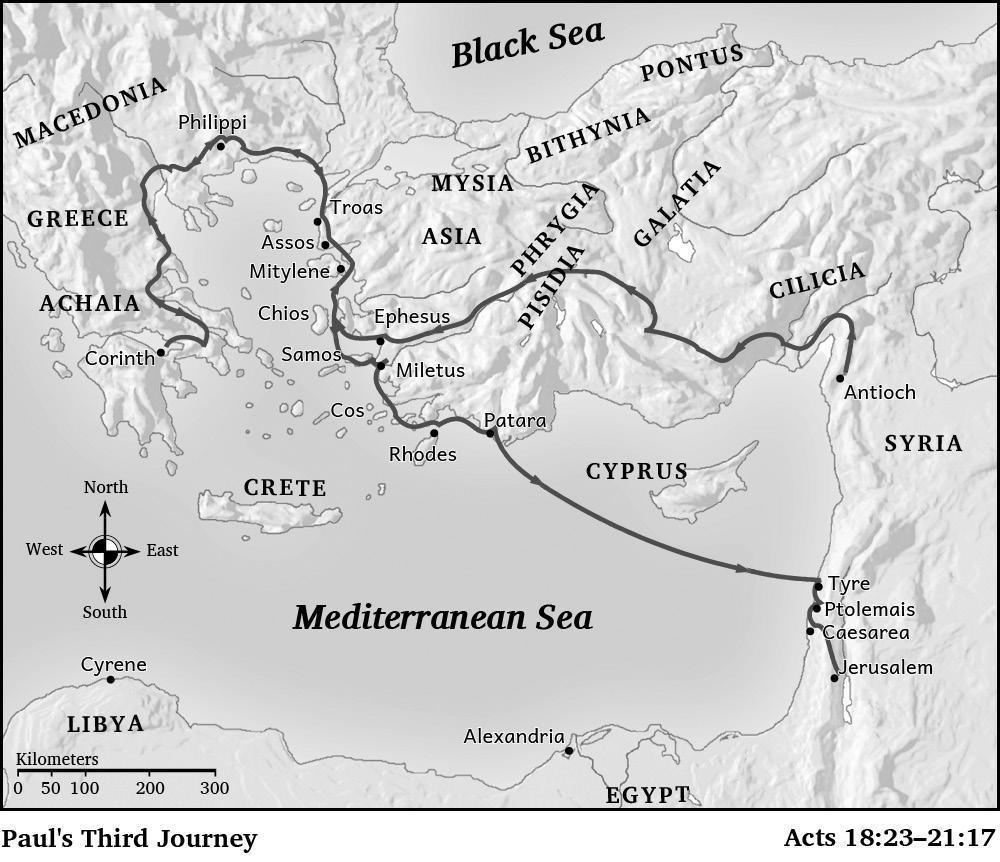 Black Sea
PONTUS
MACEDONIA
BITHYNIA
Philippi
MYSIA
PHRYGIA
GALATIA
Troas
GREECE
ASIA
Assos
Mitylene
PISIDIA
CILICIA
ACHAIA
Chios
Ephesus
Samos
Corinth
Miletus
Antioch
Cos
Patara
SYRIA
Rhodes
CYPRUS
CRETE
North
West
East
South
Tyre
Ptolemais
Mediterranean Sea
Caesarea
Cyrene
Jerusalem
LIBYA
Alexandria
Kilometers
0 50 100 200 300
EGYPT
Paul's Third Journey
Acts 18:23–21:17